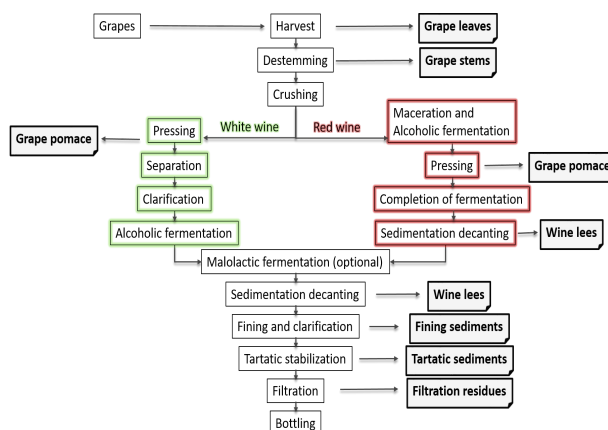 Grapes
Harvest
Grape leaves
Destemming
Grape stems
Crushing
White wine
Red wine
Maceration and
Alcoholic fermentation
Pressing
Grape pomace
Separation
Pressing
Grape pomace
Clarification
Completion of fermentation
Alcoholic fermentation
Sedimentation decanting
Wine lees
Malolactic fermentation (optional)
Sedimentation decanting
Wine lees
Fining and clarification
Fining sediments
Tartatic stabilization
Tartatic sediments
Filtration
Filtration residues
Bottling